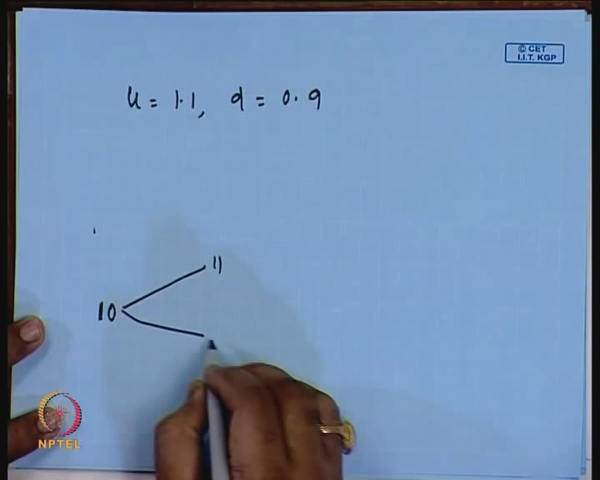 © CET
I.I.T. KGP
u = 1.1, d = 0.9
11
10
NPTEL